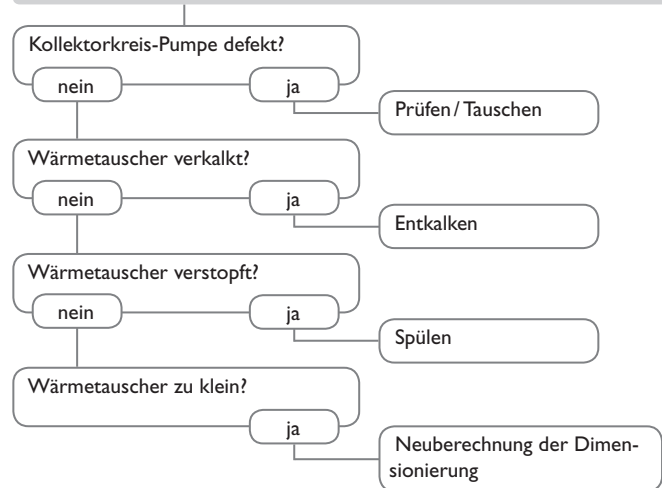 Kollektorkreis-Pumpe defekt?
nein
ja
Prüfen / Tauschen
Wärmetauscher verkalkt?
nein
ja
Entkalken
Wärmetauscher verstopft?
nein
ja
Spülen
Wärmetauscher zu klein?
ja
Neuberechnung der Dimen-
sionierung